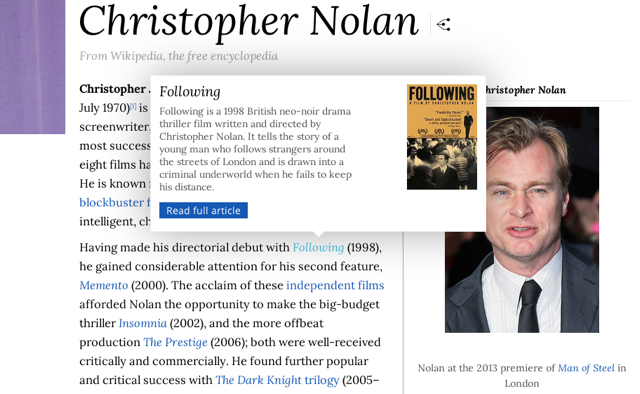 Christopher Nolan
From Wikipedia, the free encyclopedia
Christopher J
July 1970)[1] is
screenwriter,
most success
eight films ha
He is known f
blockbuster f
intelligent, ch
Following
Following is a 1998 British neo-noir drama
thriller film written and directed by
Christopher Nolan. It tells the story of a
young man who follows strangers around
the streets of London and is drawn into a
criminal underworld when he fails to keep
his distance.
Read full article
FOLLOWING
A FILM BY CHRISTOPHER NOLAN
Having made his directorial debut with Following (1998),
he gained considerable attention for his second feature,
Memento (2000). The acclaim of these independent films
afforded Nolan the opportunity to make the big-budget
thriller Insomnia (2002), and the more offbeat
production The Prestige (2006); both were well-received
critically and commercially. He found further popular
and critical success with The Dark Knight trilogy (2005–
hristopher Nolan
Nolan at the 2013 premiere of Man of Steel in
London